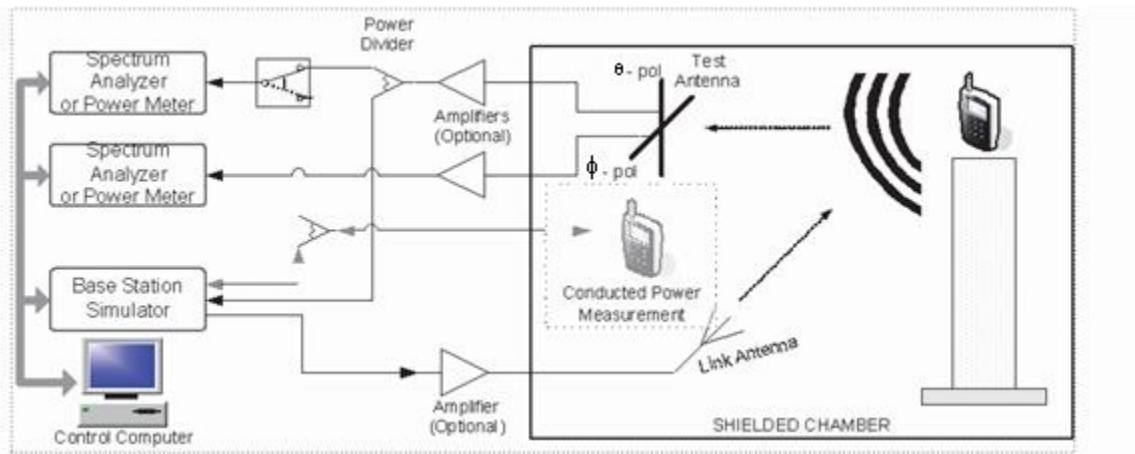 Power
Divider
Spectrum
Analyzer
or Power Meter
θ - pol
Test
Antenna
Amplifiers
(Optional)
Spectrum
Analyzer
or Power Meter
ϕ - pol
Base Station
Simulator
Conducted Power
Measurement
Link Antenna
Amplifier
(Optional)
Control Computer
SHIELDED CHAMBER